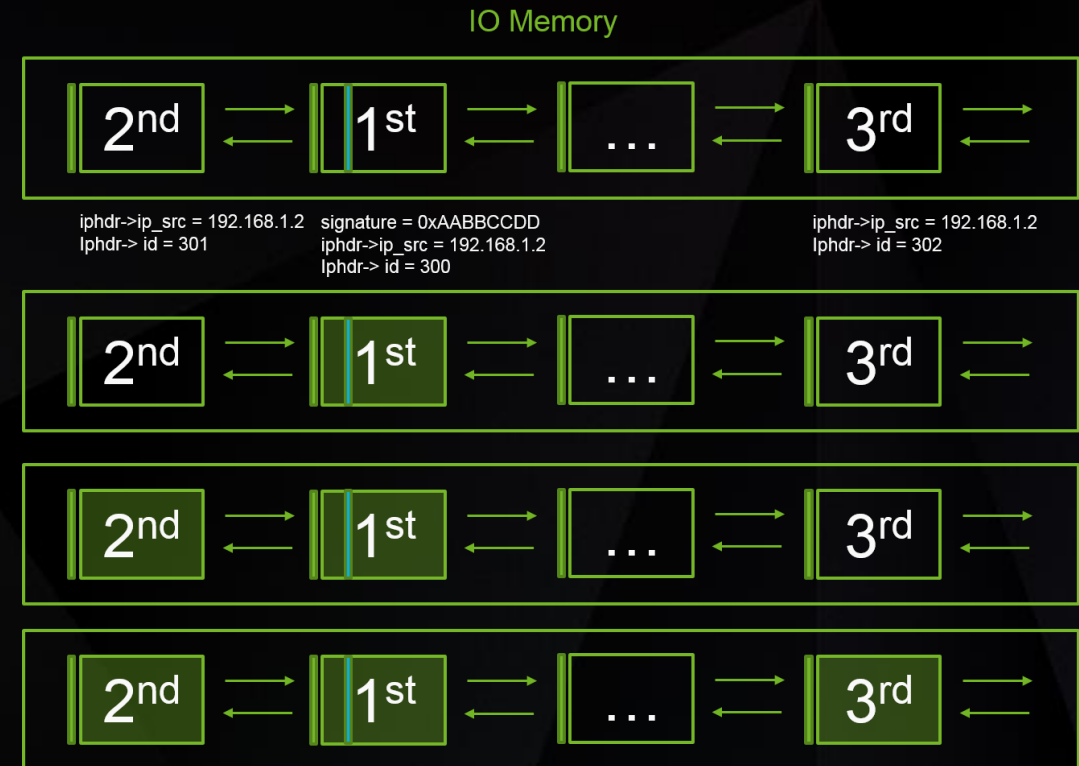 IO Memory
2nd 1st ... 3rd
iphdr->ip_src = 192.168.1.2
Iphdr-> id = 301
signature = 0xAABBCCDD
iphdr->ip_src = 192.168.1.2
Iphdr-> id = 300
iphdr->ip_src = 192.168.1.2
Iphdr-> id = 302
2nd 1st ... 3rd
2nd 1st ... 3rd
2nd 1st ... 3rd